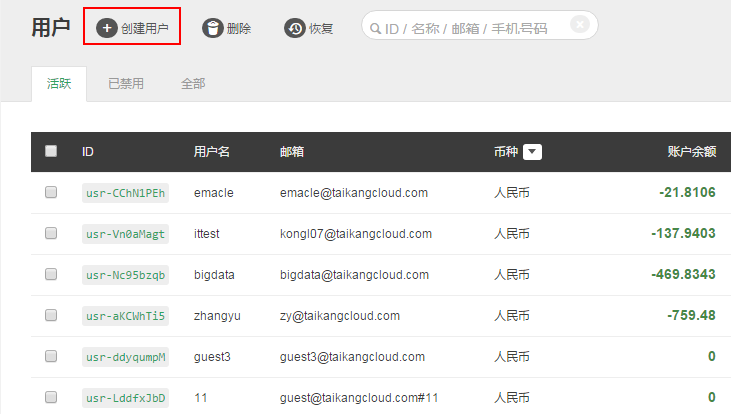 用户 创建用户 删除 恢复 ID / 名称 / 邮箱 / 手机号码
活跃 已禁用 全部
ID 用户名 邮箱 币种 账户余额
usr-CChN1PEh emacle emacle@taikangcloud.com 人民币 -21.8106
usr-Vn0aMagt ittest kongl07@taikangcloud.com 人民币 -137.9403
usr-Nc95bzqb bigdata bigdata@taikangcloud.com 人民币 -469.8343
usr-aKCWhTi5 zhangyu zy@taikangcloud.com 人民币 -759.48
usr-ddyqumpM guest3 guest3@taikangcloud.com 人民币 0
usr-LddfxJbD 11 guest@taikangcloud.com#11 人民币 0